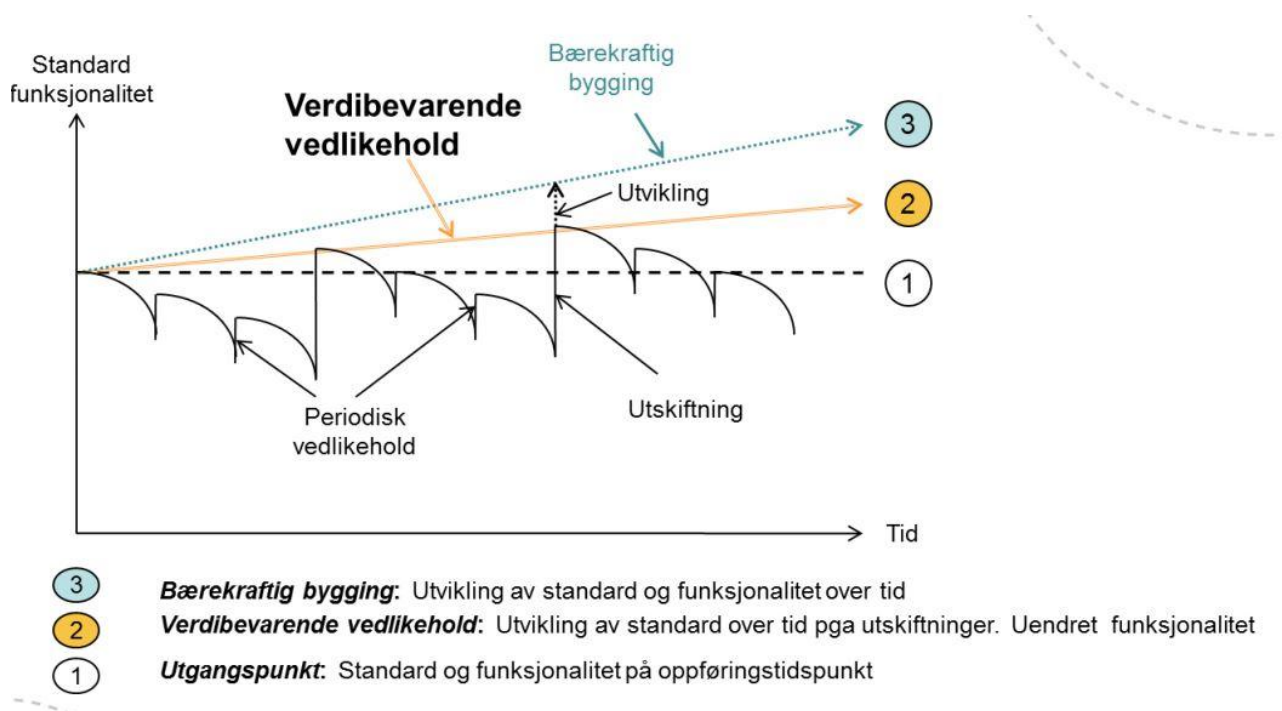 Standard
funksjonalitet
Bærekraftig
bygging
Verdibevarende
vedlikehold
3
Utvikling
2
1
Periodisk
vedlikehold
Utskiftning
Tid
3 Bærekraftig bygging: Utvikling av standard og funksjonalitet over tid
2 Verdibevarende vedlikehold: Utvikling av standard over tid pga utskiftninger. Uendret funksjonalitet
1 Utgangspunkt: Standard og funksjonalitet på oppføringstidspunkt